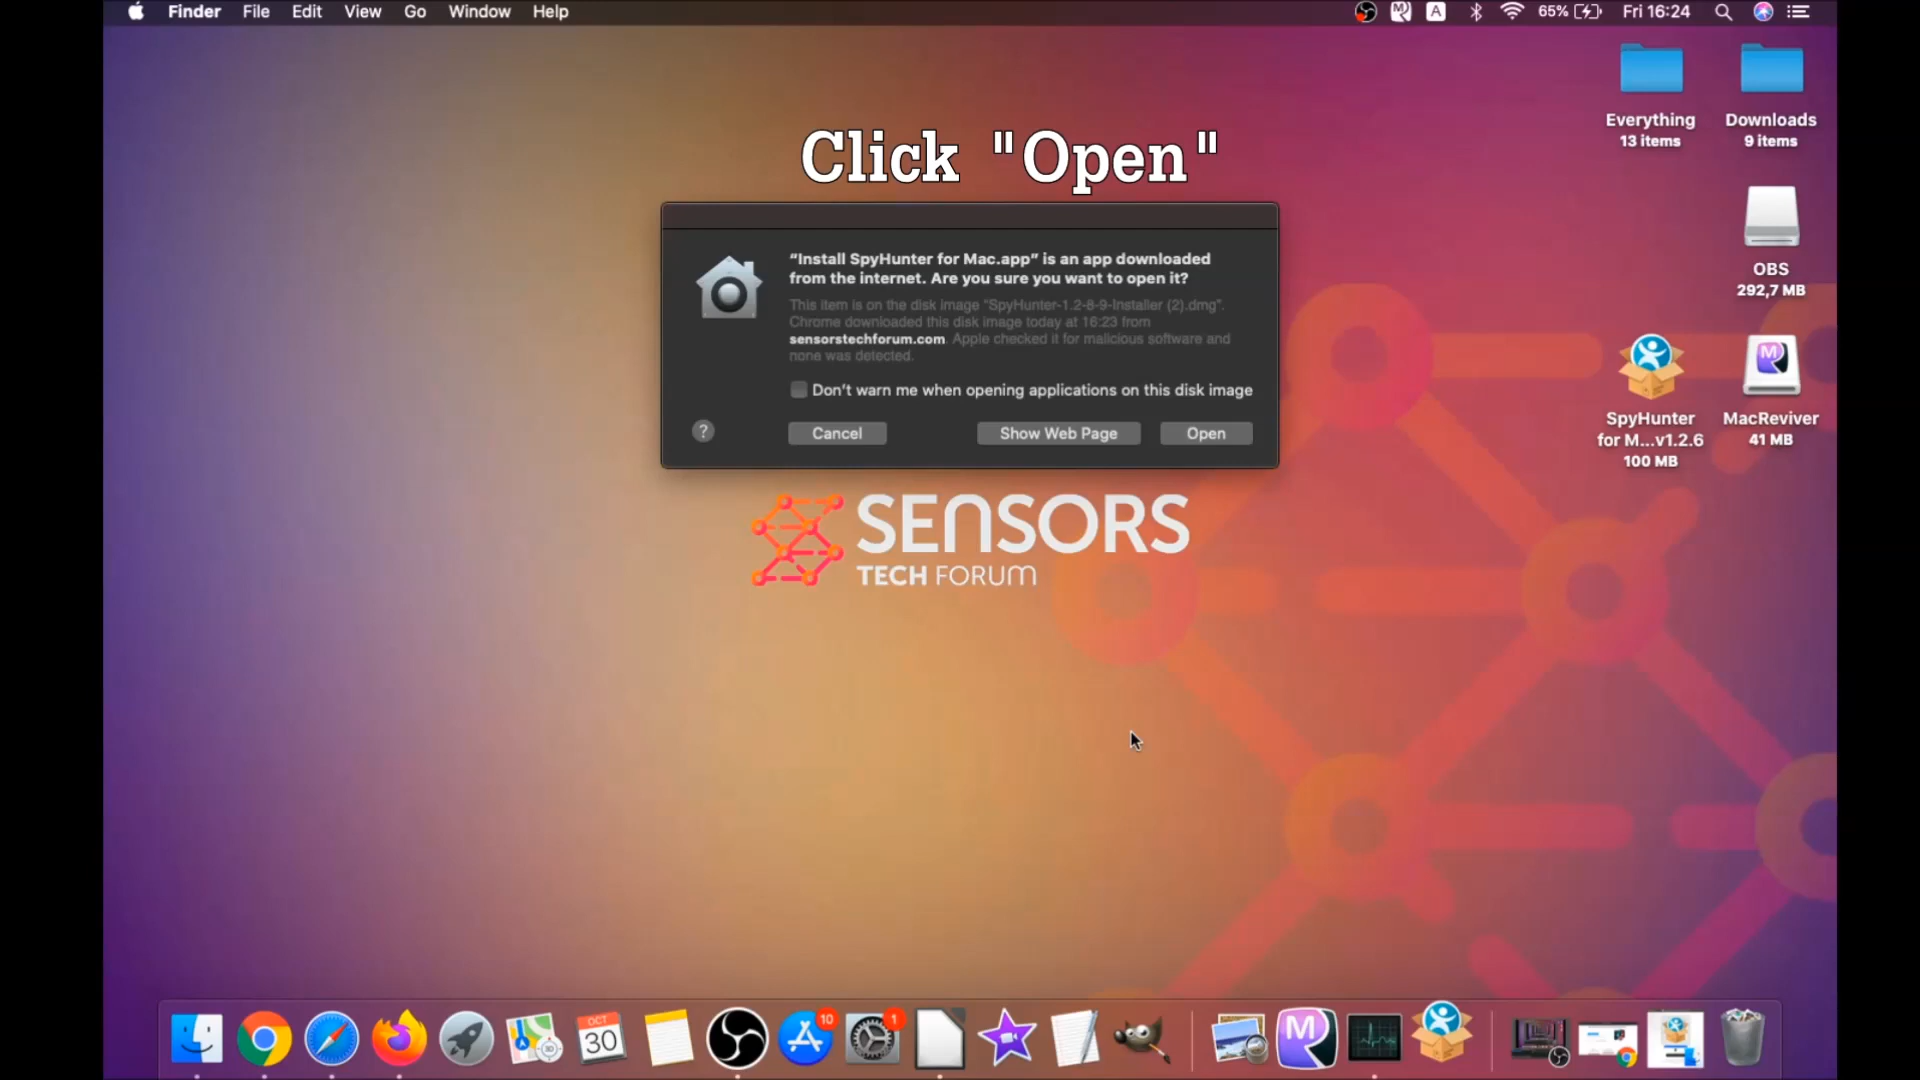 Finder File Edit View Go Window Help
A 65% Fri 16:24
Everything
13 items
Downloads
9 items
Click "Open"
OBS
292,7 MB
“Install SpyHunter for Mac.app” is an app downloaded
from the internet. Are you sure you want to open it?
This item is on the disk image “SpyHunter-1.2-8-9-Installer (2).dmg”.
Chrome downloaded this disk image today at 16:23 from
sensorstechforum.com. Apple checked it for malicious software and
none was detected.
Don’t warn me when opening applications on this disk image
? Cancel Show Web Page Open
SpyHunter
for M...v1.2.6
100 MB
MacReviver
41 MB
SENSORS
TECH FORUM
OCT
30
10
1
M